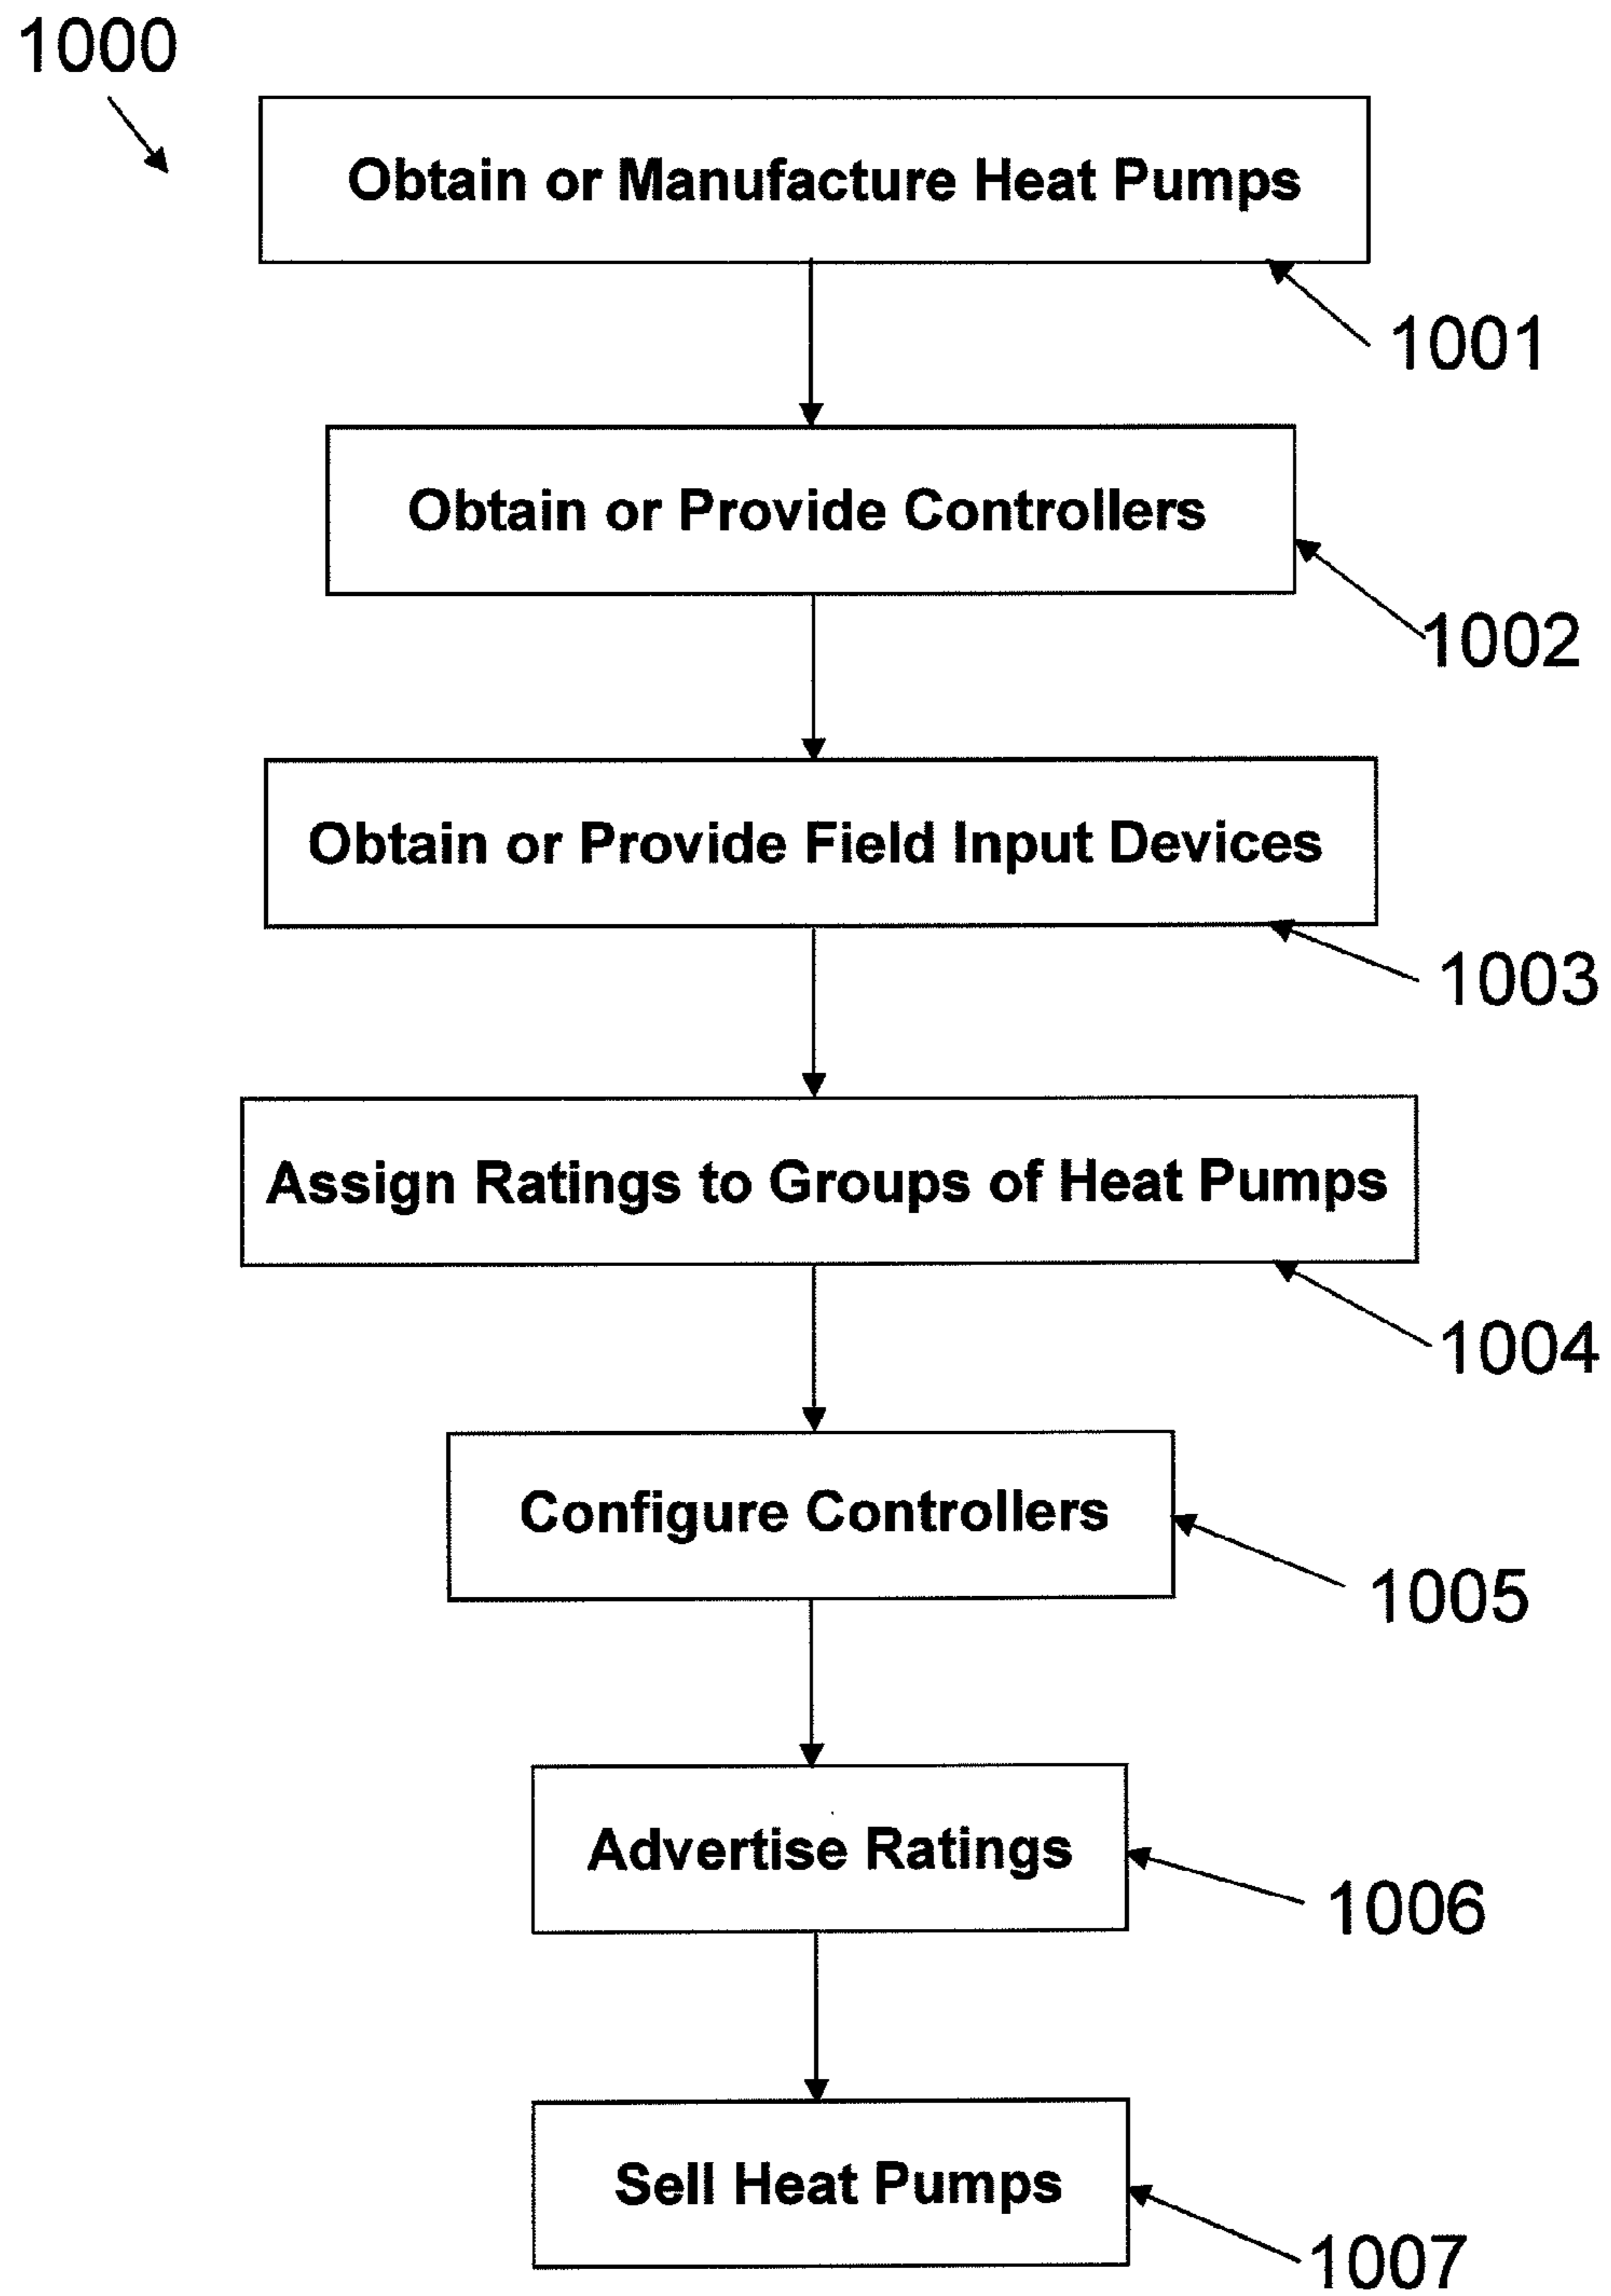 1000
Obtain or Manufacture Heat Pumps
1001
Obtain or Provide Controllers
1002
Obtain or Provide Field Input Devices
1003
Assign Ratings to Groups of Heat Pumps
1004
Configure Controllers
1005
Advertise Ratings
1006
Sell Heat Pumps
1007